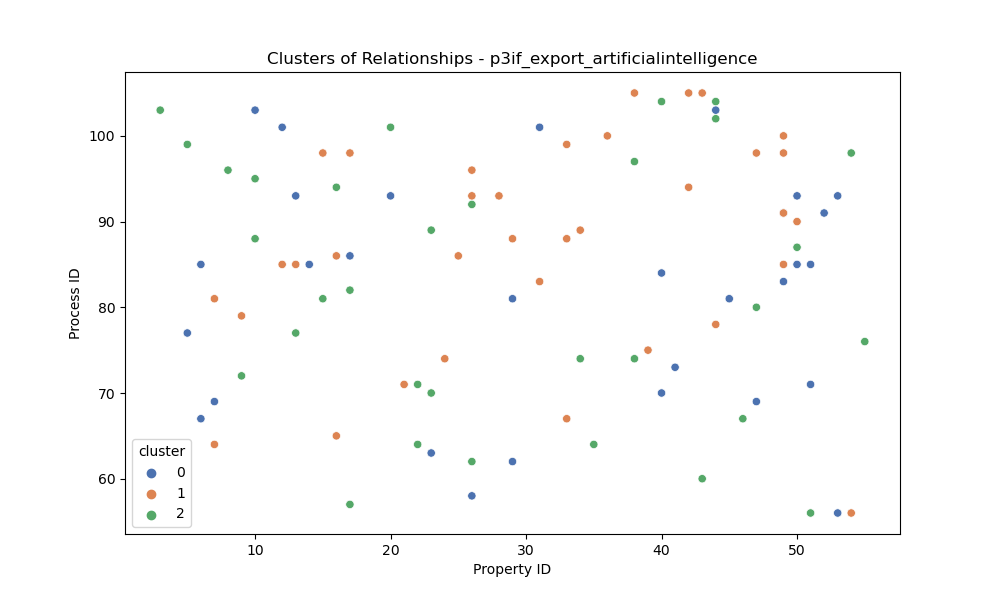 Clusters of Relationships - p3if_export_artificialintelligence
Process ID
100
90
80
70
60
cluster
0
1
2
10 20 30 40 50
Property ID